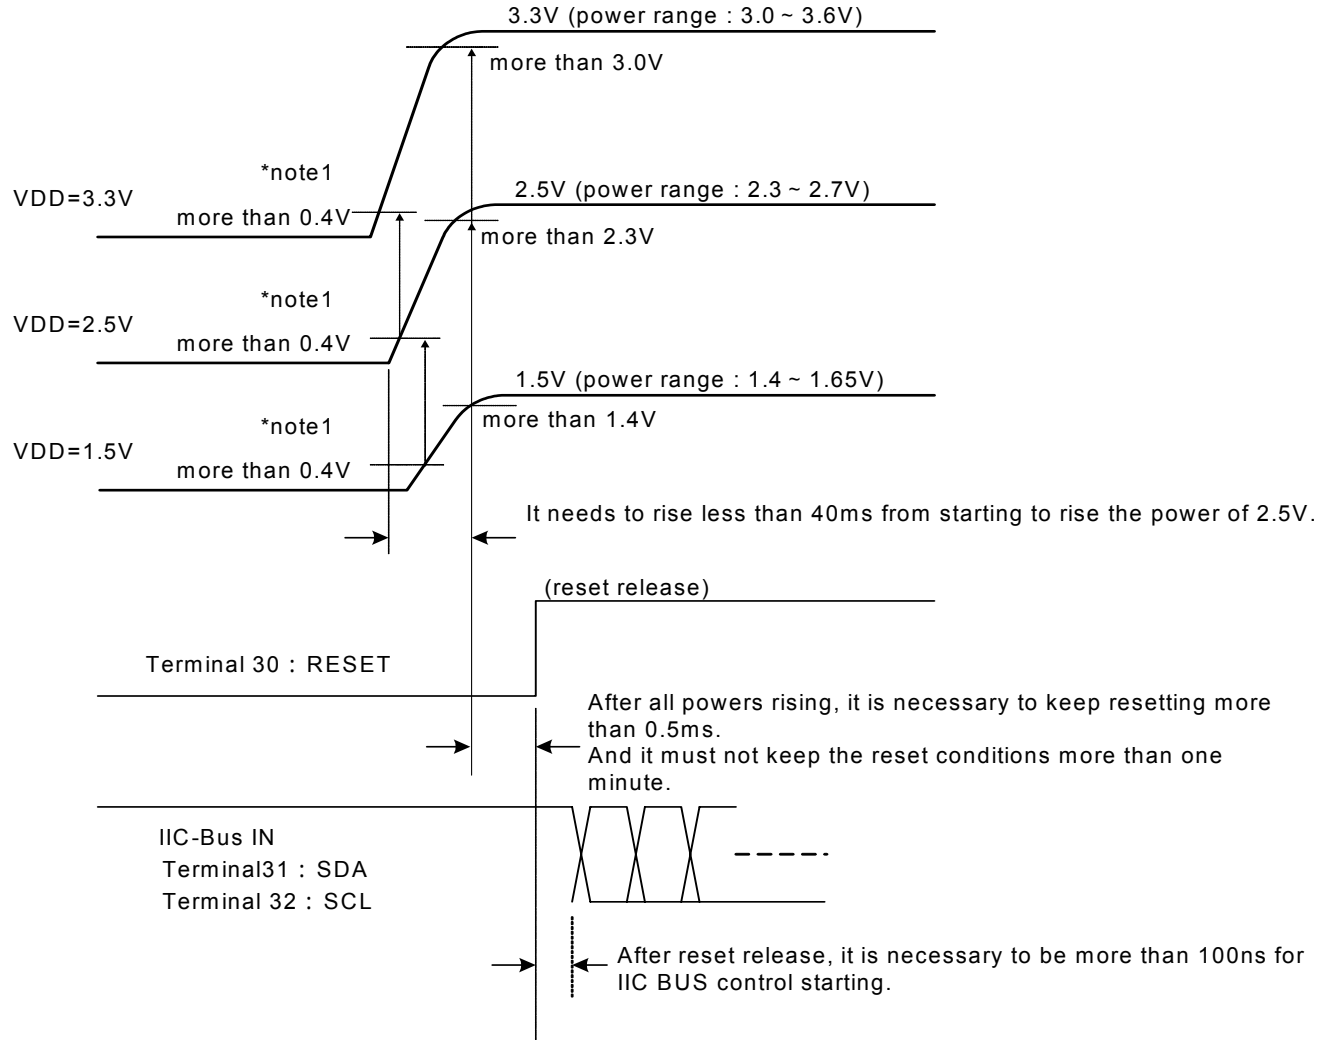 3.3V (power range : 3.0 ~ 3.6V)
more than 3.0V
*note1
VDD=3.3V
more than 0.4V
2.5V (power range : 2.3 ~ 2.7V)
more than 2.3V
*note1
VDD=2.5V
more than 0.4V
1.5V (power range : 1.4 ~ 1.65V)
more than 1.4V
*note1
VDD=1.5V
more than 0.4V
It needs to rise less than 40ms from starting to rise the power of 2.5V.
(reset release)
Terminal 30 : RESET
After all powers rising, it is necessary to keep resetting more
than 0.5ms.
And it must not keep the reset conditions more than one
minute.
IIC-Bus IN
Terminal31 : SDA
Terminal 32 : SCL
After reset release, it is necessary to be more than 100ns for
IIC BUS control starting.